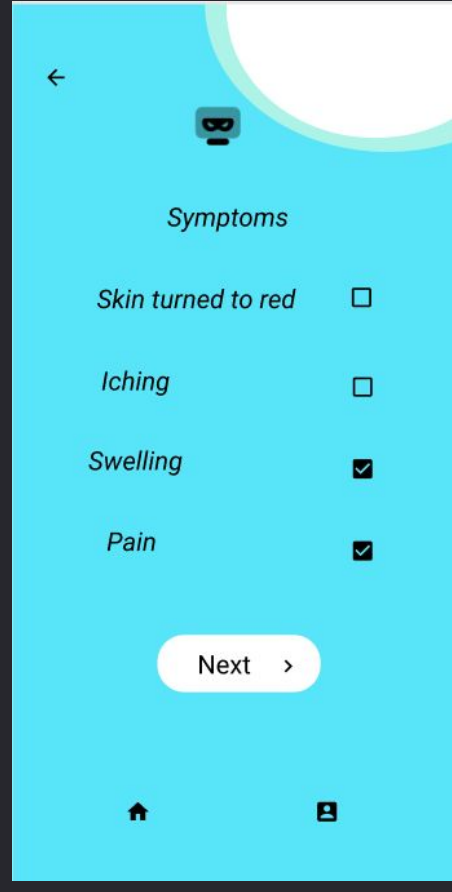 Symptoms
Skin turned to red
Iching
Swelling
Pain
Next